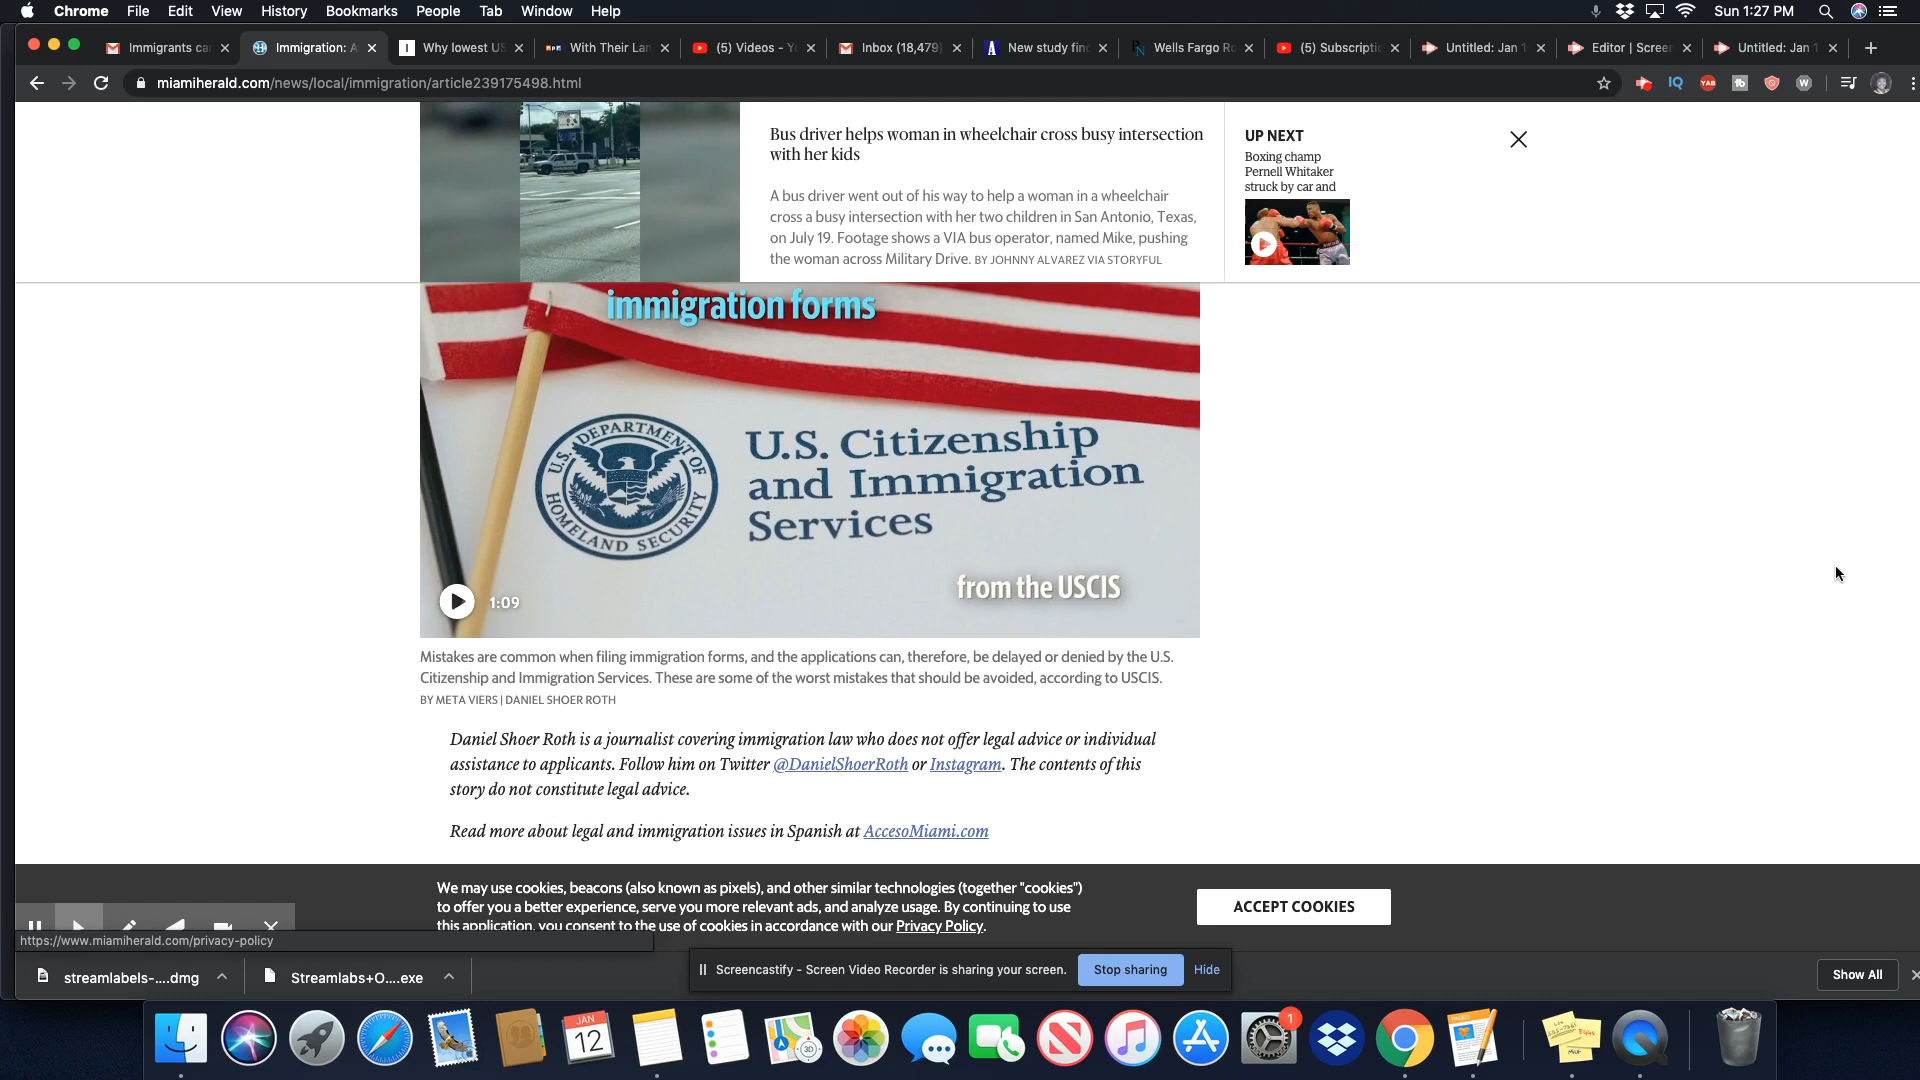 Chrome File Edit View History Bookmarks People Tab Window Help
Sun 1:27 PM
Immigrants ca
Immigration: A
Why lowest US
With Their Lan
(5) Videos - Y
Inbox (18,479)
New study find
Wells Fargo R
(5) Subscripti
Untitled: Jan 1
Editor | Screen
Untitled: Jan 1
miamiherald.com/news/local/immigration/article239175498.html
Bus driver helps woman in wheelchair cross busy intersection
with her kids
A bus driver went out of his way to help a woman in a wheelchair
cross a busy intersection with her two children in San Antonio, Texas,
on July 19. Footage shows a VIA bus operator, named Mike, pushing
the woman across Military Drive. BY JOHNNY ALVAREZ VIA STORYFUL
UP NEXT
Boxing champ
Pernell Whitaker
struck by car and
immigration forms
U.S. DEPARTMENT OF
HOMELAND SECURITY
U.S. Citizenship
and Immigration
Services
from the USCIS
1:09
Mistakes are common when filing immigration forms, and the applications can, therefore, be delayed or denied by the U.S.
Citizenship and Immigration Services. These are some of the worst mistakes that should be avoided, according to USCIS.
BY META VIERS | DANIEL SHOER ROTH
Daniel Shoer Roth is a journalist covering immigration law who does not offer legal advice or individual
assistance to applicants. Follow him on Twitter @DanielShoerRoth or Instagram. The contents of this
story do not constitute legal advice.
Read more about legal and immigration issues in Spanish at AccesoMiami.com
We may use cookies, beacons (also known as pixels), and other similar technologies (together "cookies")
to offer you a better experience, serve you more relevant ads, and analyze usage. By continuing to use
this application, you consent to the use of cookies in accordance with our Privacy Policy.
ACCEPT COOKIES
https://www.miamiherald.com/privacy-policy
streamlabels-....dmg
Streamlabs+O....exe
Screencastify - Screen Video Recorder is sharing your screen.
Stop sharing
Hide
Show All
JAN
12
3D
1